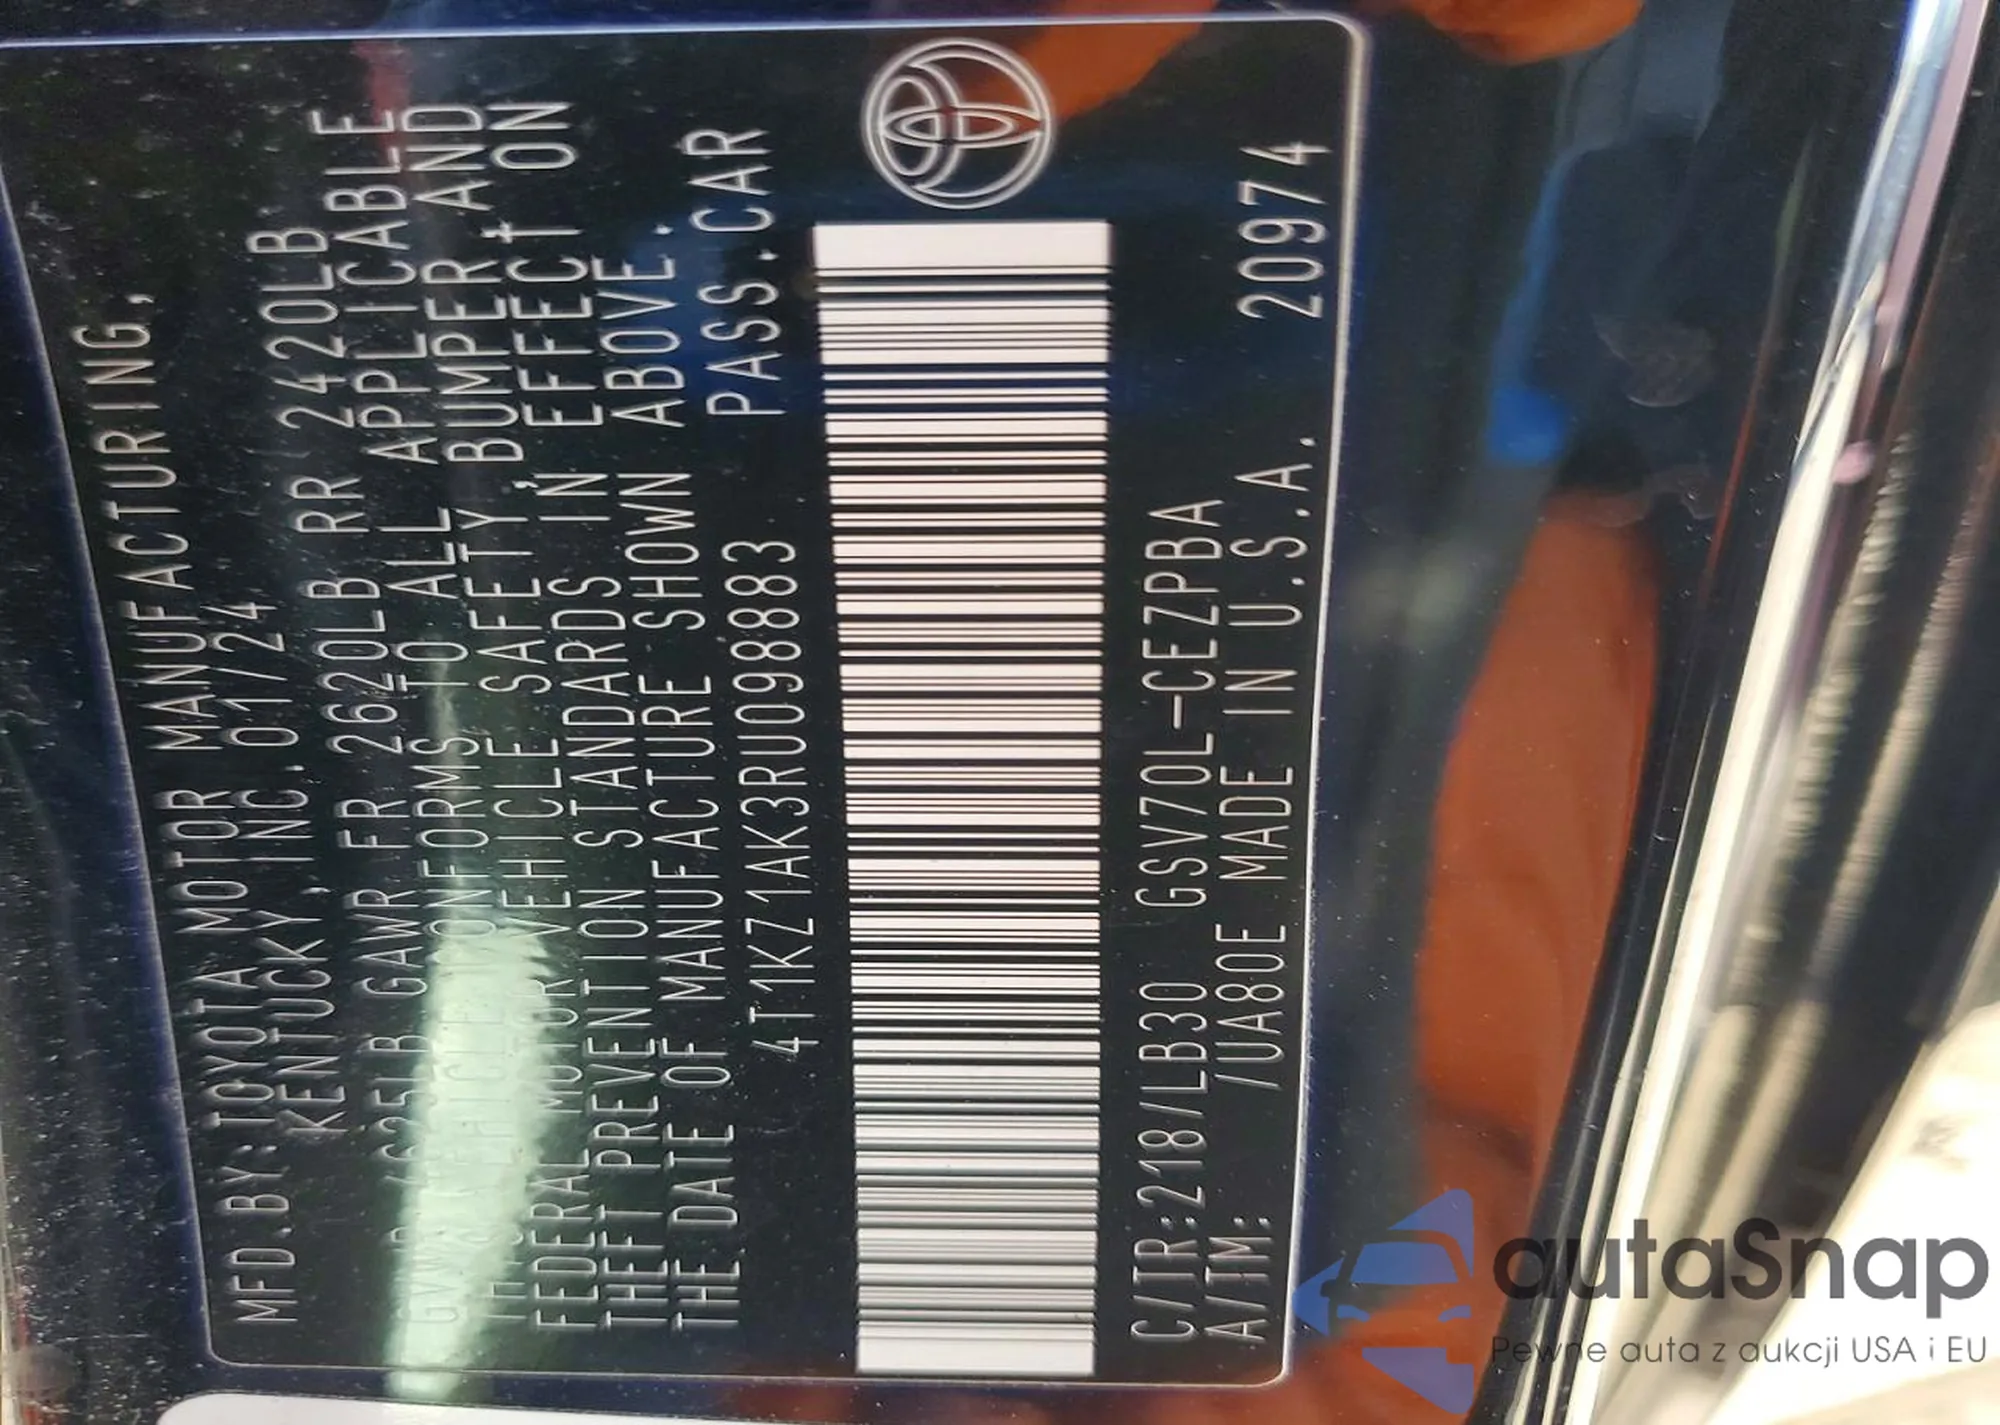 MFD.BY:TOYOTA MOTOR MANUFACTURING,
KENTUCKY, INC. 01/24
GVWR 4625LB GAWR FR 2620LB RR 2420LB
THIS VEHICLE CONFORMS TO ALL APPLICABLE
FEDERAL MOTOR VEHICLE SAFETY, BUMPER, AND
THEFT PREVENTION STANDARDS IN EFFECT ON
THE DATE OF MANUFACTURE SHOWN ABOVE.
4T1KZ1AK3RU098883 PASS.CAR
C/TR:218/LB30 GSV70L-CEZPBA
A/TM: /UA80E MADE IN U.S.A. 20974
autaSnap
Pewne auta z aukcji USA i EU